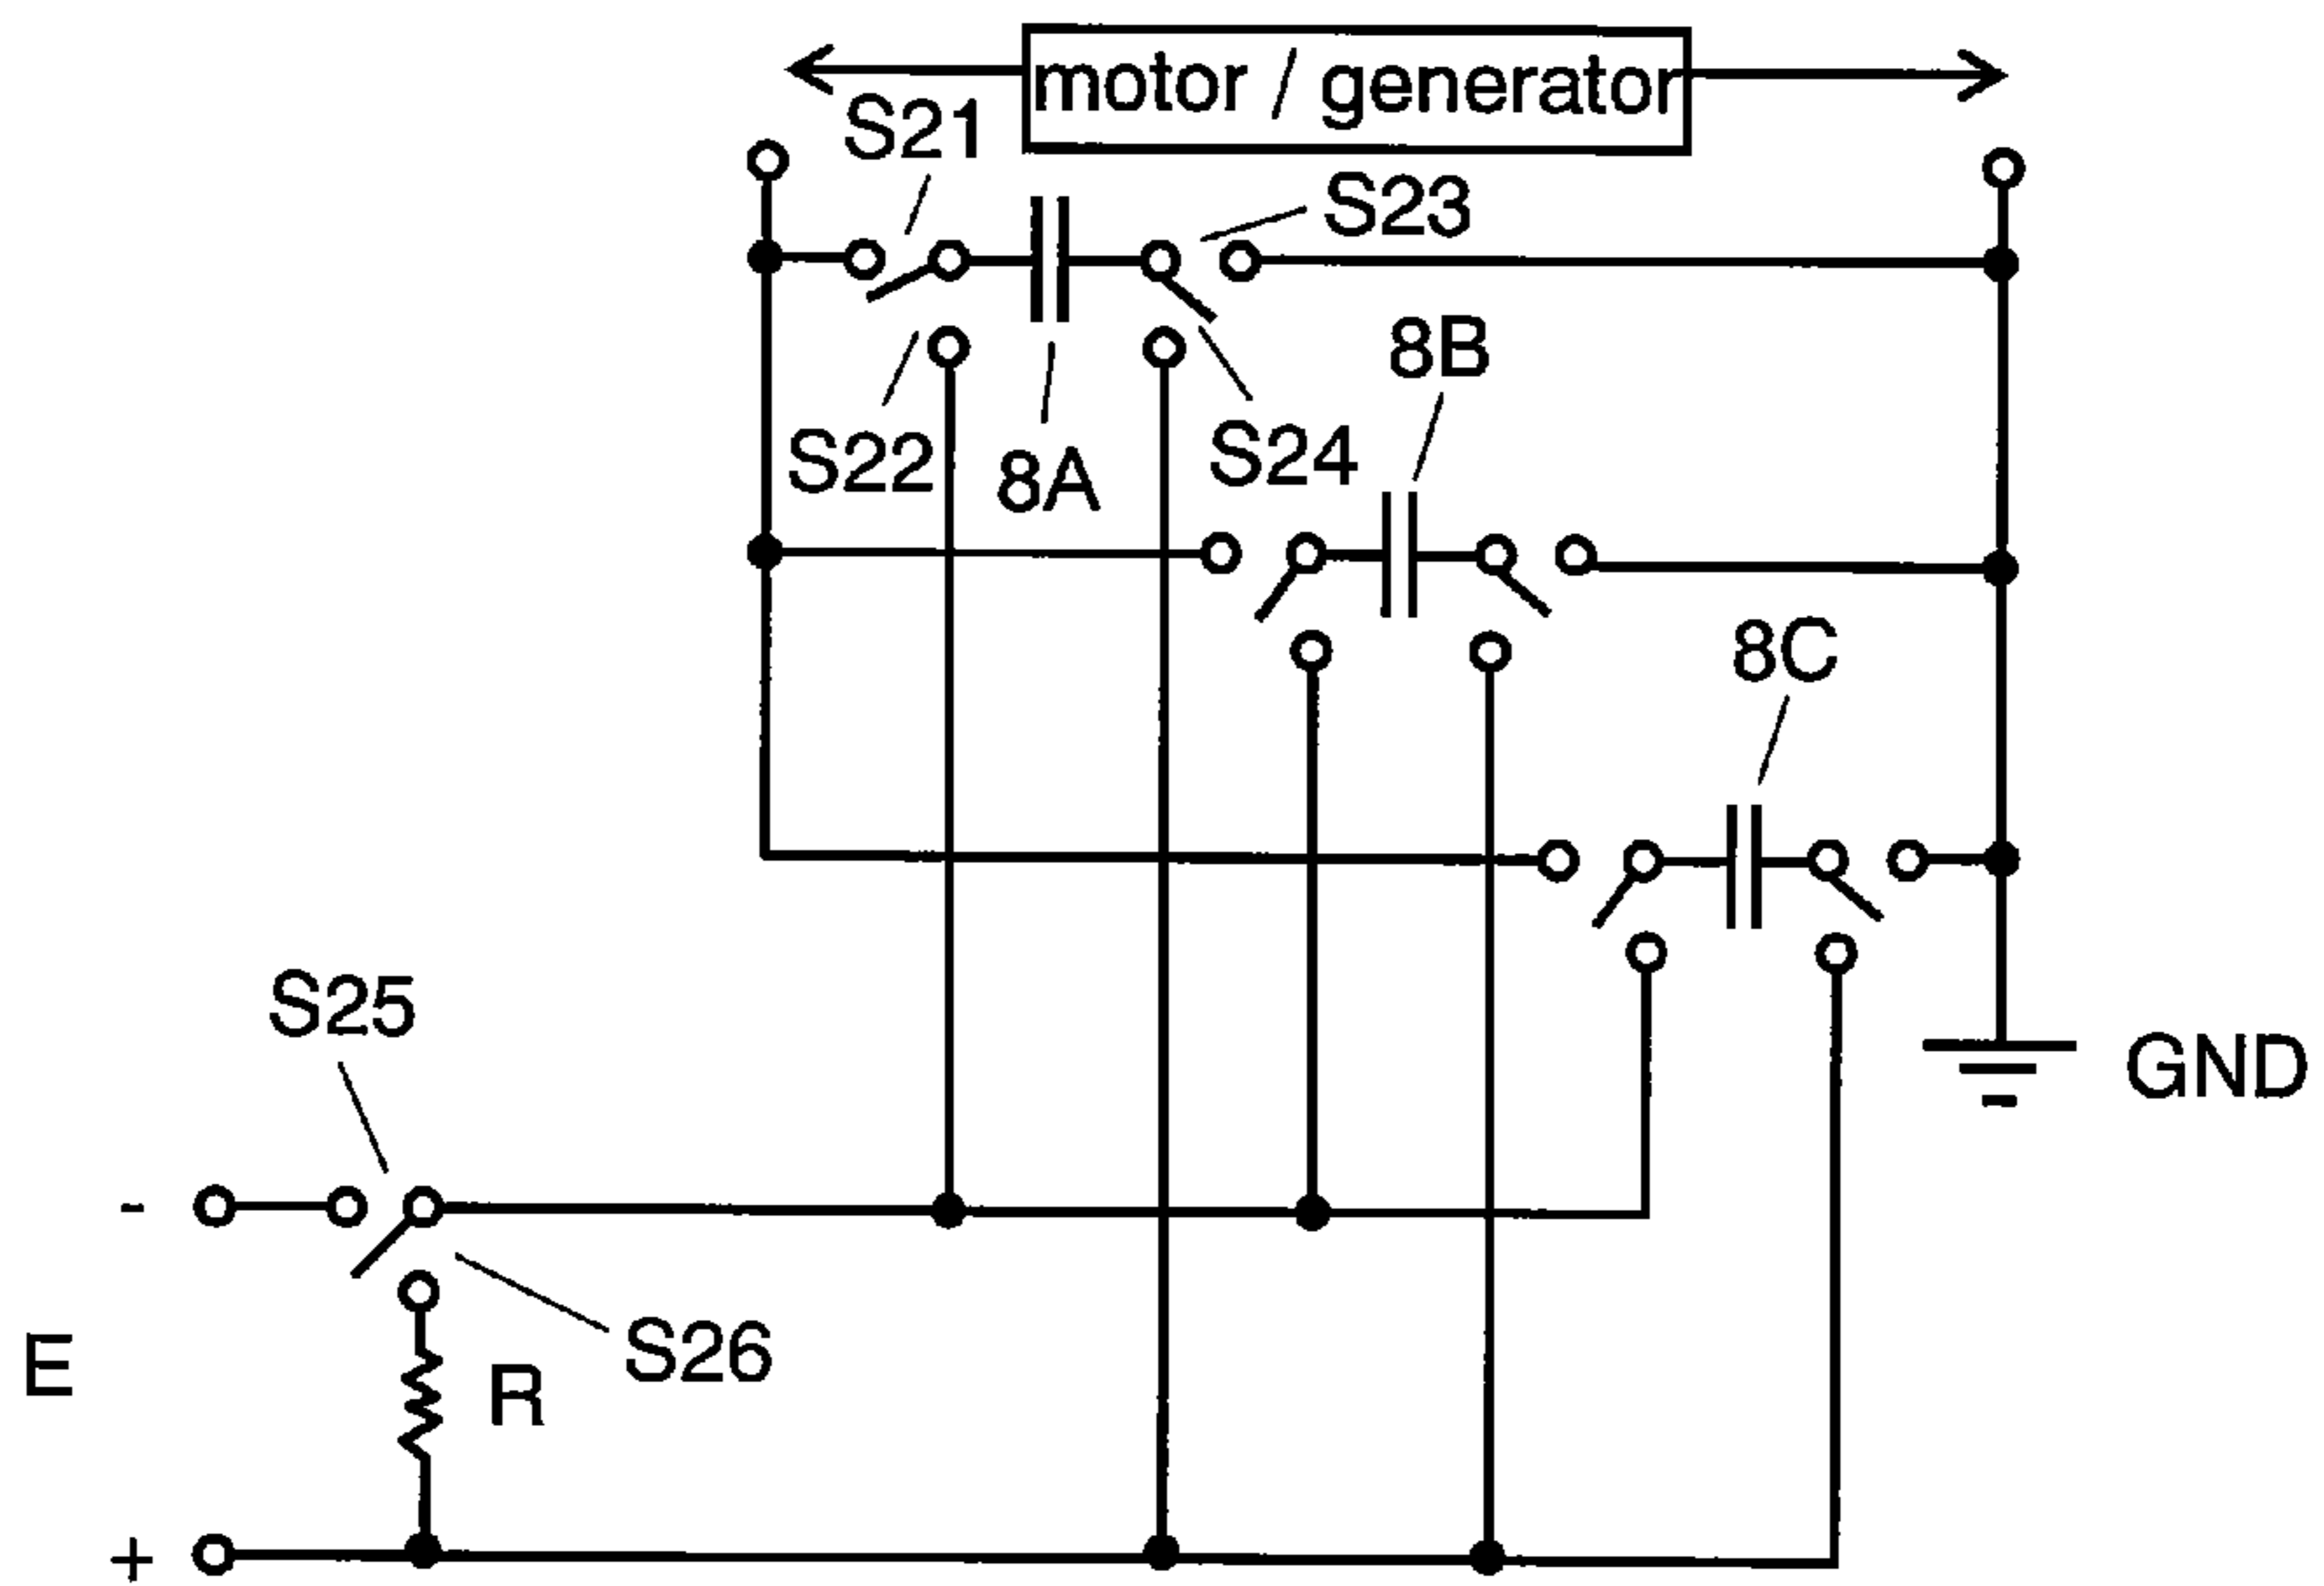 motor / generator
S21
S23
8B
S22
8A
S24
8C
S25
GND
-
S26
E
R
+